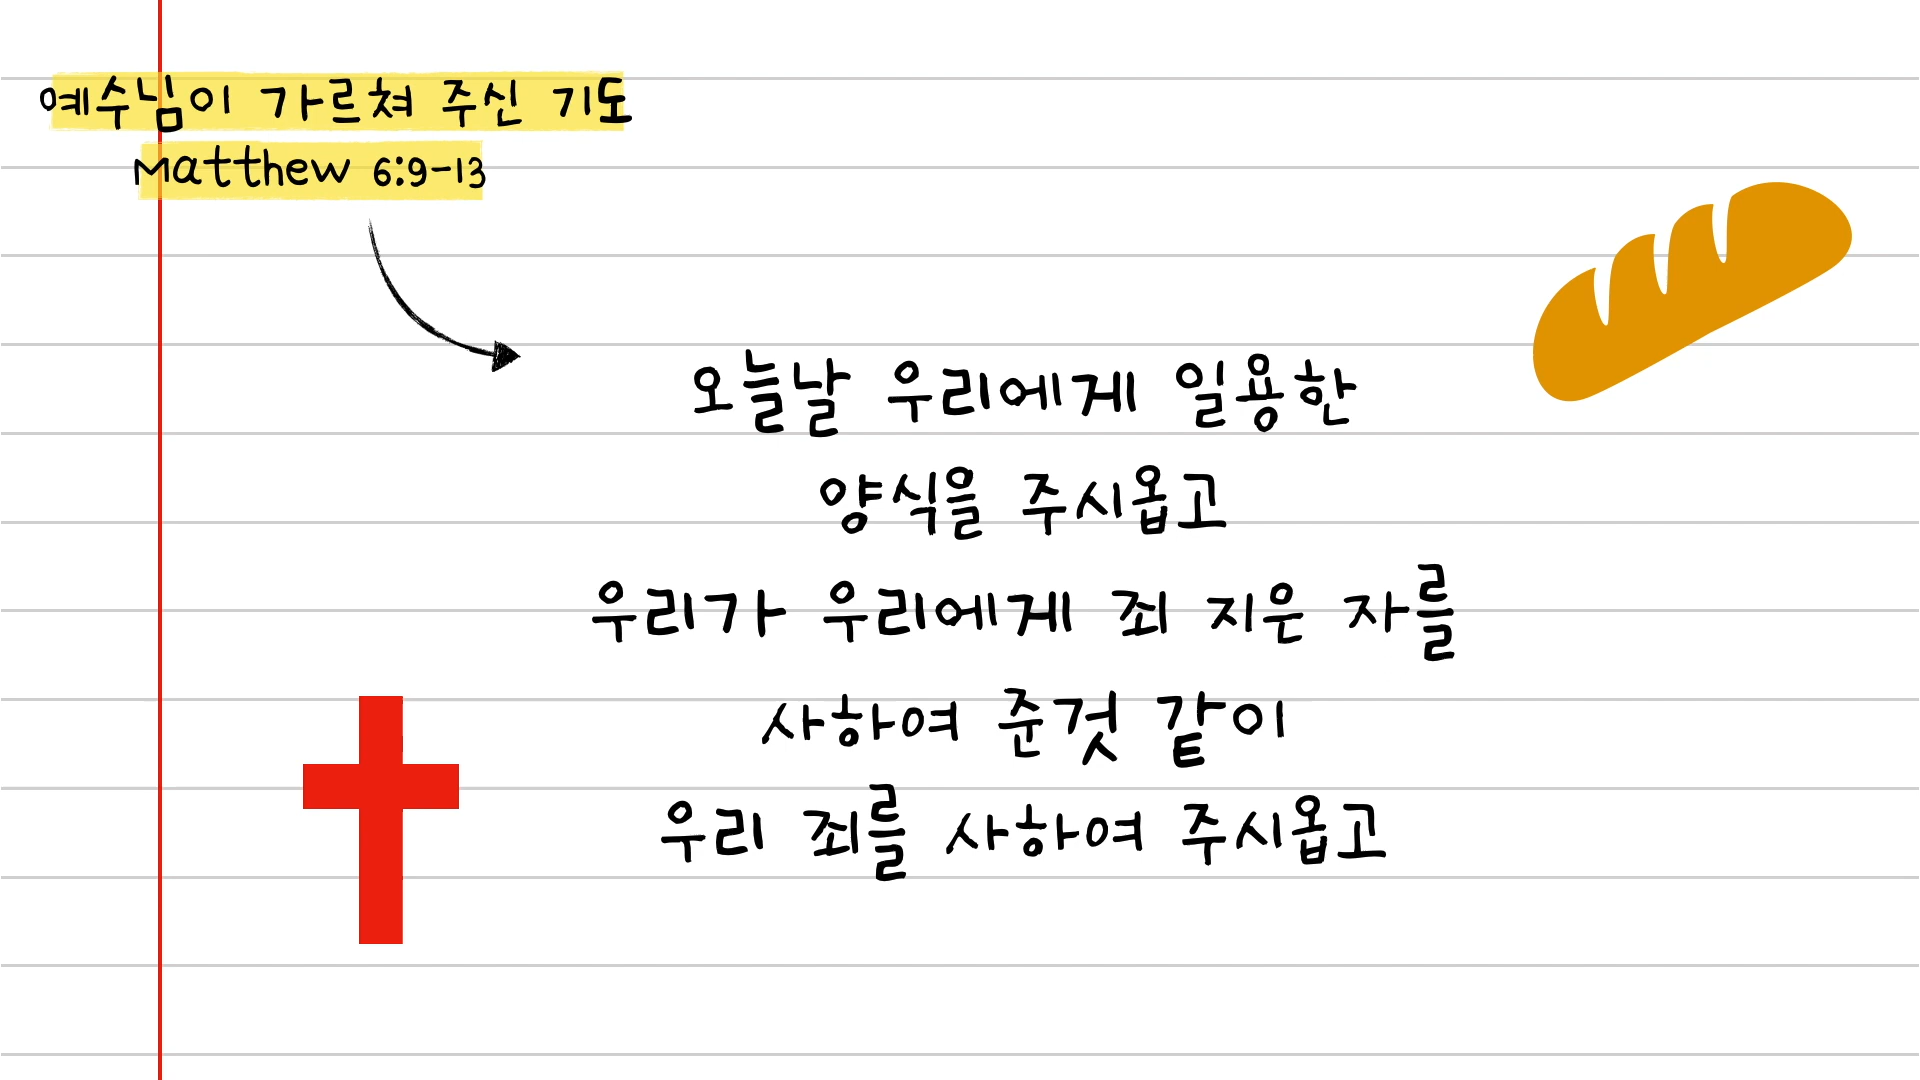 예수님이 가르쳐 주신 기도
Matthew 6:9-13
오늘날 우리에게 일용한
양식을 주시옵고
우리가 우리에게 죄 지은 자를
사하여 준것 같이
우리 죄를 사하여 주시옵고